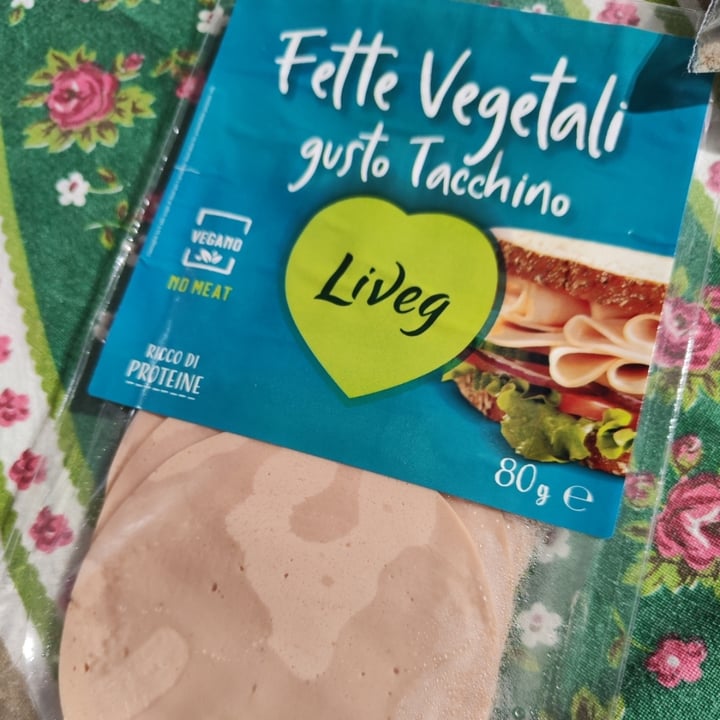 Fette Vegetali
gusto Tacchino
VEGANO
NO MEAT
Liveg
RICCO DI
PROTEINE
80g e